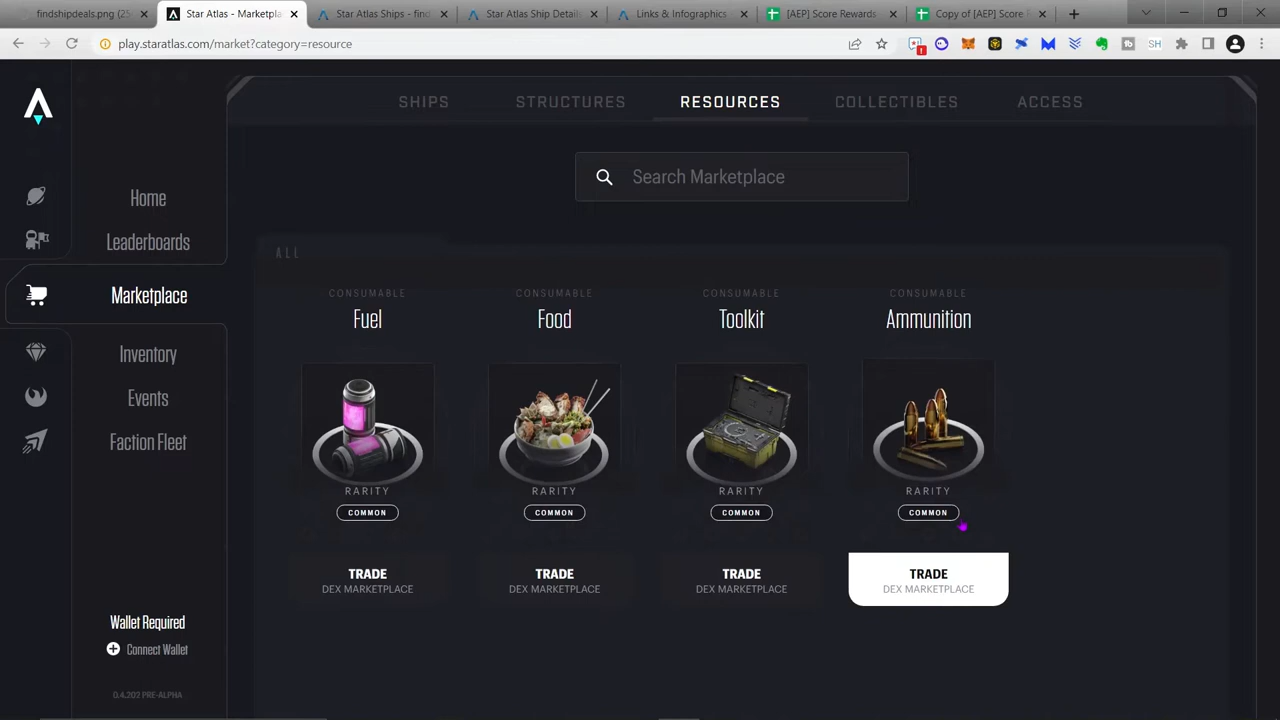 findshipdeals.png (25
Star Atlas - Marketpla
Star Atlas Ships - find
Star Atlas Ship Detail
Links & Infographics
[AEP] Score Rewards
Copy of [AEP] Score F
play.staratlas.com/market?category=resource
SH
SHIPS
STRUCTURES
RESOURCES
COLLECTIBLES
ACCESS
Search Marketplace
Home
Leaderboards
Marketplace
Inventory
Events
Faction Fleet
Wallet Required
Connect Wallet
0.4.202 PRE-ALPHA
ALL
CONSUMABLE
Fuel
RARITY
COMMON
TRADE
DEX MARKETPLACE
CONSUMABLE
Food
RARITY
COMMON
TRADE
DEX MARKETPLACE
CONSUMABLE
Toolkit
RARITY
COMMON
TRADE
DEX MARKETPLACE
CONSUMABLE
Ammunition
RARITY
COMMON
TRADE
DEX MARKETPLACE